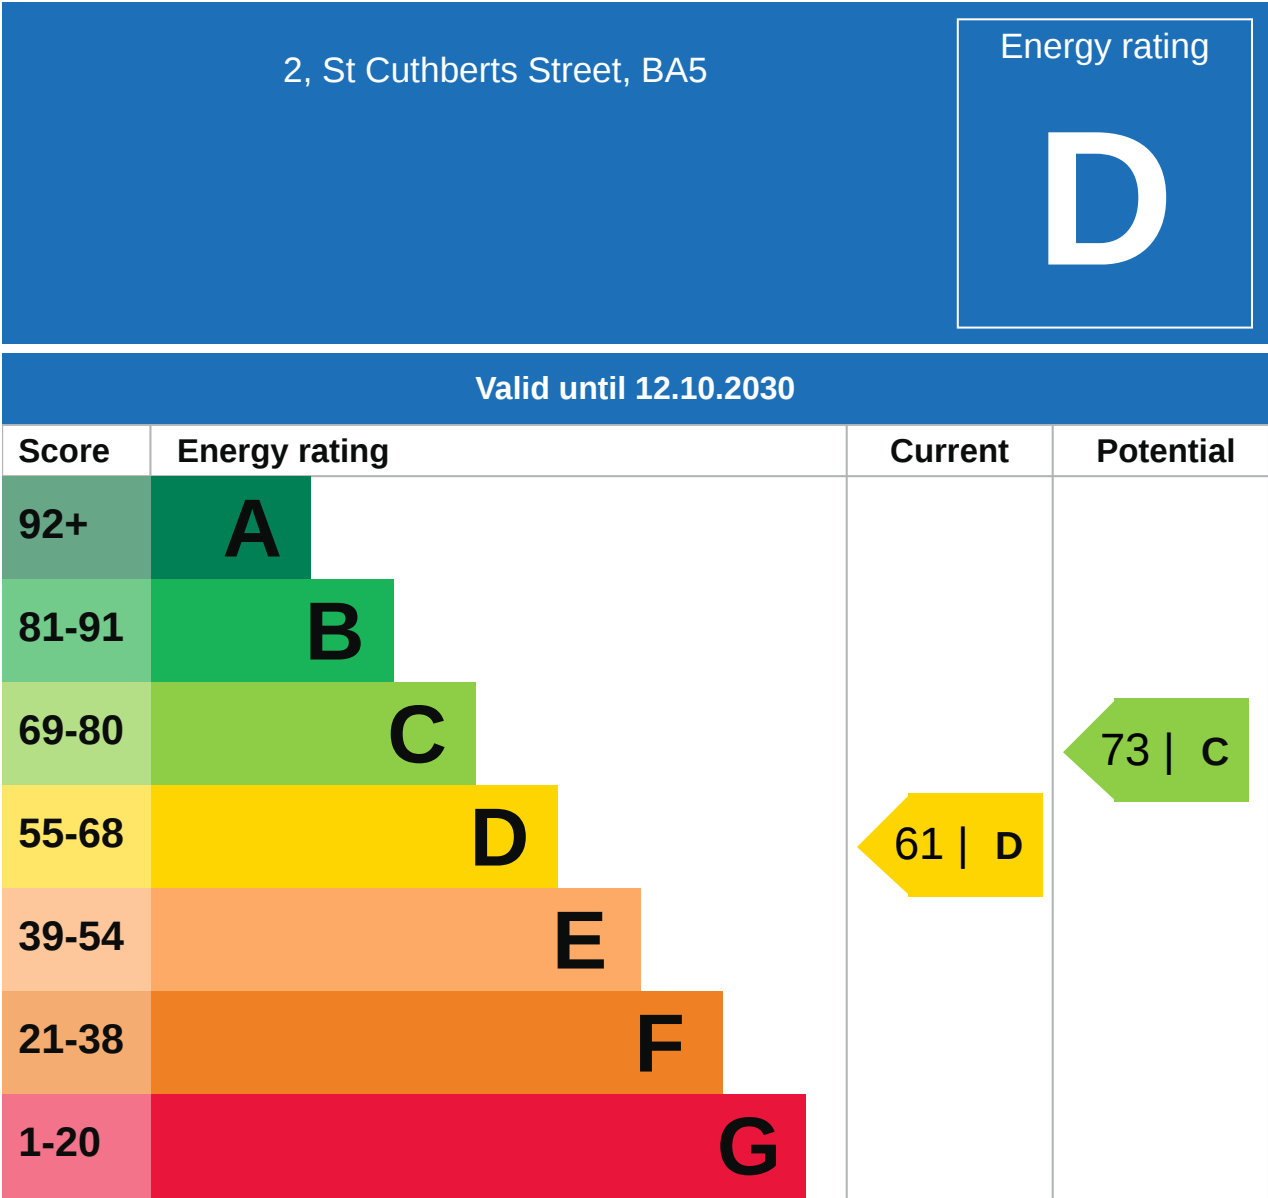 2, St Cuthberts Street, BA5
Energy rating
D
Valid until 12.10.2030
Score Energy rating Current Potential
92+ A
81-91 B
69-80 C
73 | C
55-68 D
61 | D
39-54 E
21-38 F
1-20 G